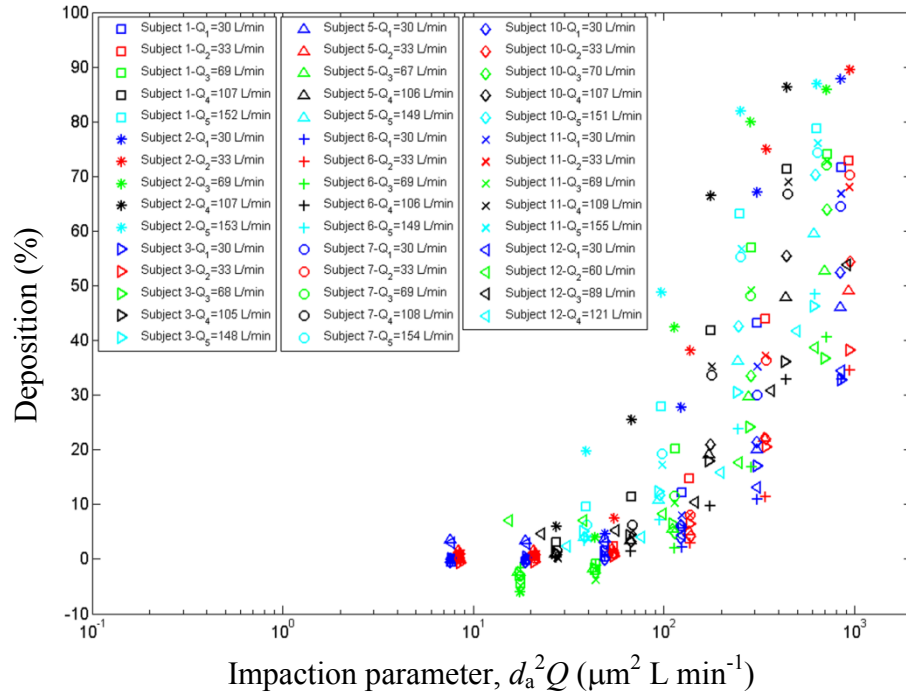 100
90
80
70
60
50
40
30
20
10
0
-10
Deposition (%)
Subject 1-Q₁=30 L/min
Subject 1-Q₂=33 L/min
Subject 1-Q₃=69 L/min
Subject 1-Q₄=107 L/min
Subject 1-Q₅=152 L/min
Subject 2-Q₁=30 L/min
Subject 2-Q₂=33 L/min
Subject 2-Q₃=69 L/min
Subject 2-Q₄=107 L/min
Subject 2-Q₅=153 L/min
Subject 3-Q₁=30 L/min
Subject 3-Q₂=33 L/min
Subject 3-Q₃=68 L/min
Subject 3-Q₄=105 L/min
Subject 3-Q₅=148 L/min
Subject 5-Q₁=30 L/min
Subject 5-Q₂=33 L/min
Subject 5-Q₃=67 L/min
Subject 5-Q₄=106 L/min
Subject 5-Q₅=149 L/min
Subject 6-Q₁=30 L/min
Subject 6-Q₂=33 L/min
Subject 6-Q₃=69 L/min
Subject 6-Q₄=106 L/min
Subject 6-Q₅=149 L/min
Subject 7-Q₁=30 L/min
Subject 7-Q₂=33 L/min
Subject 7-Q₃=69 L/min
Subject 7-Q₄=108 L/min
Subject 7-Q₅=154 L/min
Subject 10-Q₁=30 L/min
Subject 10-Q₂=33 L/min
Subject 10-Q₃=70 L/min
Subject 10-Q₄=107 L/min
Subject 10-Q₅=151 L/min
Subject 11-Q₁=30 L/min
Subject 11-Q₂=33 L/min
Subject 11-Q₃=69 L/min
Subject 11-Q₄=109 L/min
Subject 11-Q₅=155 L/min
Subject 12-Q₁=30 L/min
Subject 12-Q₂=60 L/min
Subject 12-Q₃=89 L/min
Subject 12-Q₄=121 L/min
10⁻¹ 10⁰ 10¹ 10² 10³
Impaction parameter, dₐ²Q (μm² L min⁻¹)